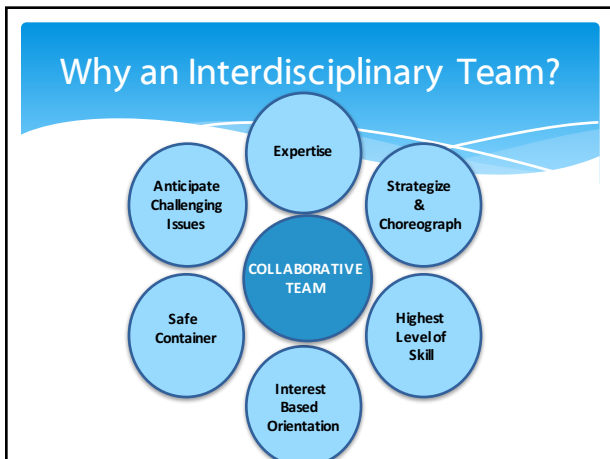 Why an Interdisciplinary Team?
Expertise
Anticipate
Challenging
Issues
Strategize
&
Choreograph
COLLABORATIVE
TEAM
Safe
Container
Highest
Level of
Skill
Interest
Based
Orientation